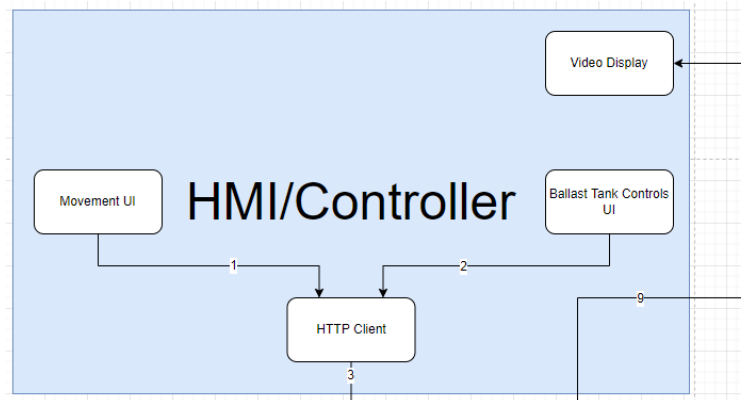 Video Display
Movement UI
HMI/Controller
Ballast Tank Controls
UI
1
2
9
HTTP Client
3